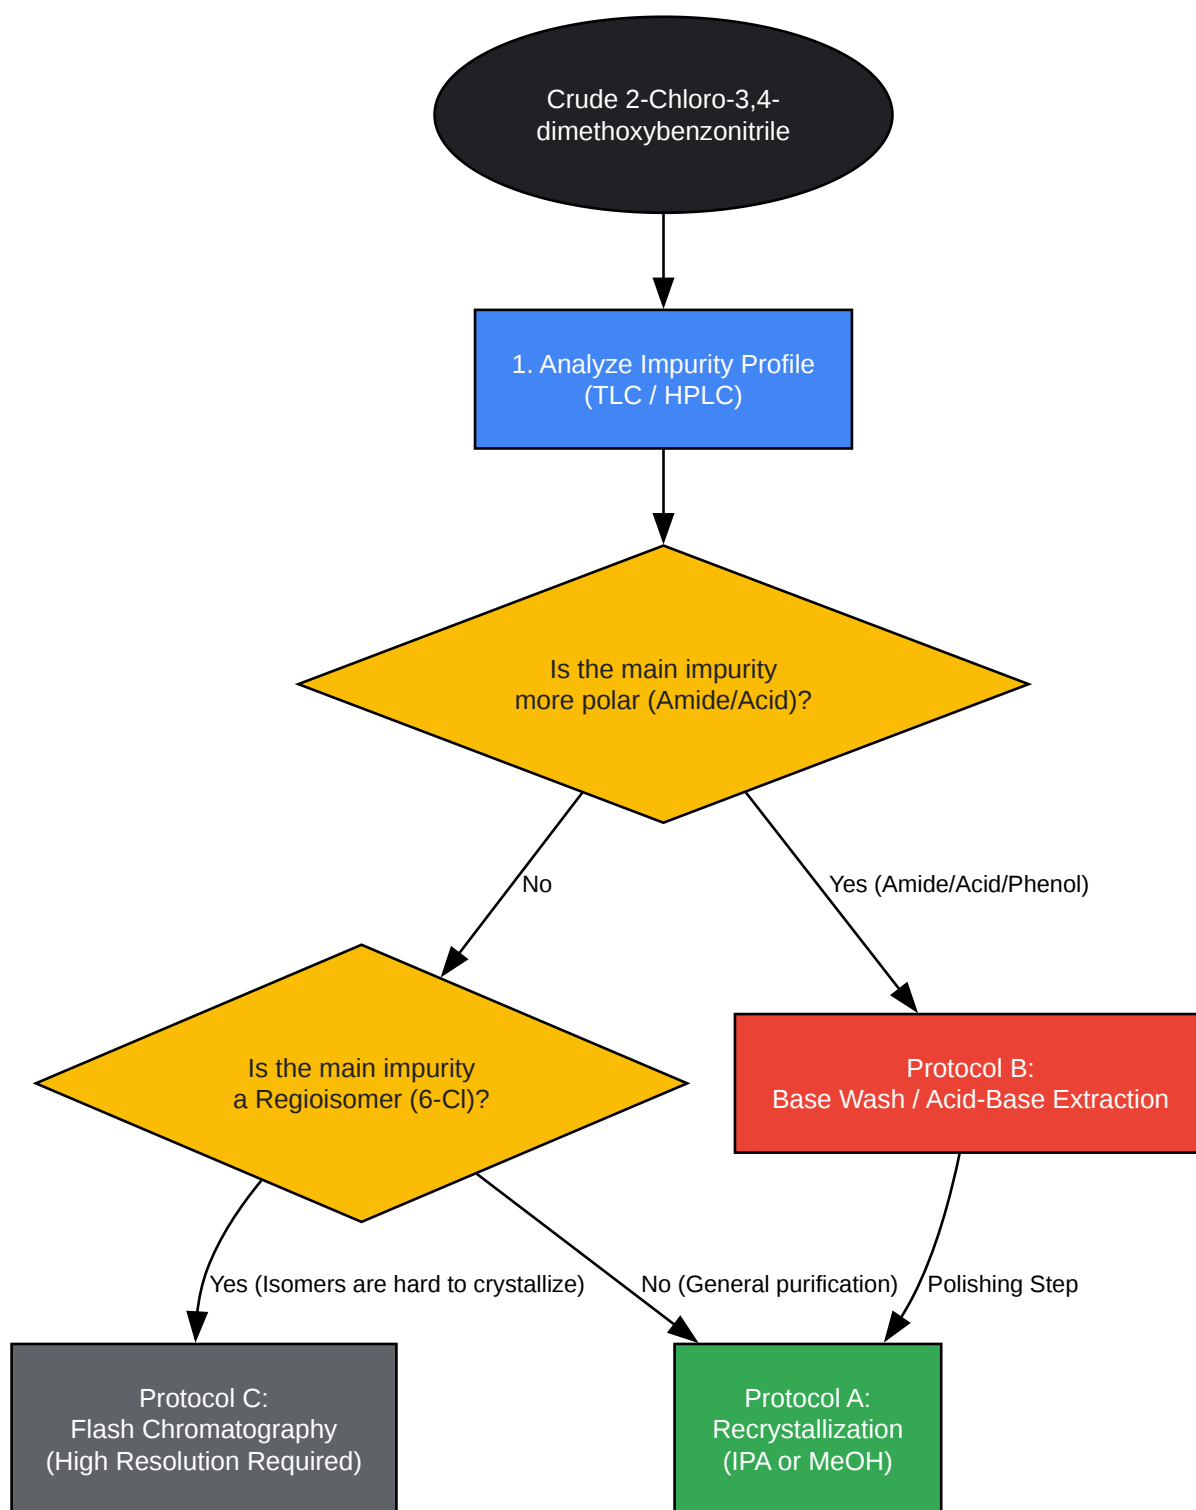 Crude 2-Chloro-3,4-
dimethoxybenzonitrile
1. Analyze Impurity Profile
(TLC / HPLC)
Is the main impurity
more polar (Amide/Acid)?
No
Yes (Amide/Acid/Phenol)
Is the main impurity
a Regioisomer (6-Cl)?
Protocol B:
Base Wash / Acid-Base Extraction
Yes (Isomers are hard to crystallize)
No (General purification)
Polishing Step
Protocol C:
Flash Chromatography
(High Resolution Required)
Protocol A:
Recrystallization
(IPA or MeOH)